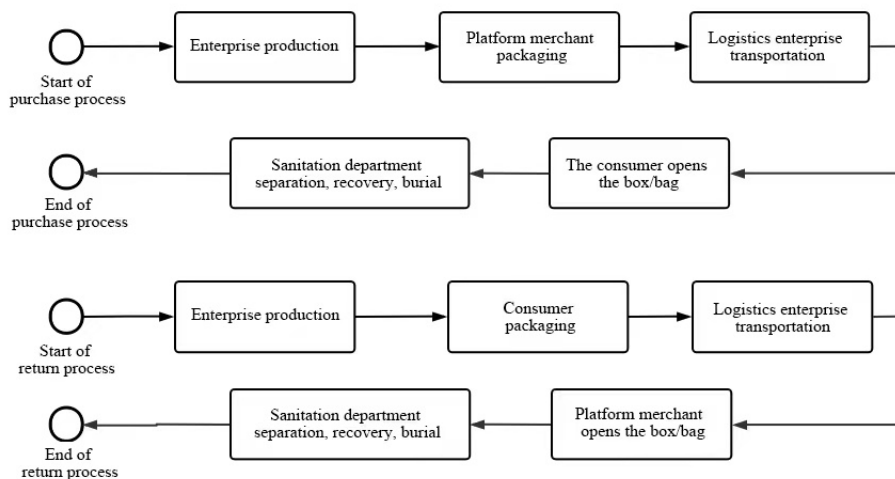 Start of
purchase process
Enterprise production
Platform merchant
packaging
Logistics enterprise
transportation
The consumer opens
the box/bag
Sanitation department
separation, recovery, burial
End of
purchase process
Start of
return process
Enterprise production
Consumer
packaging
Logistics enterprise
transportation
Platform merchant
opens the box/bag
Sanitation department
separation, recovery, burial
End of
return process